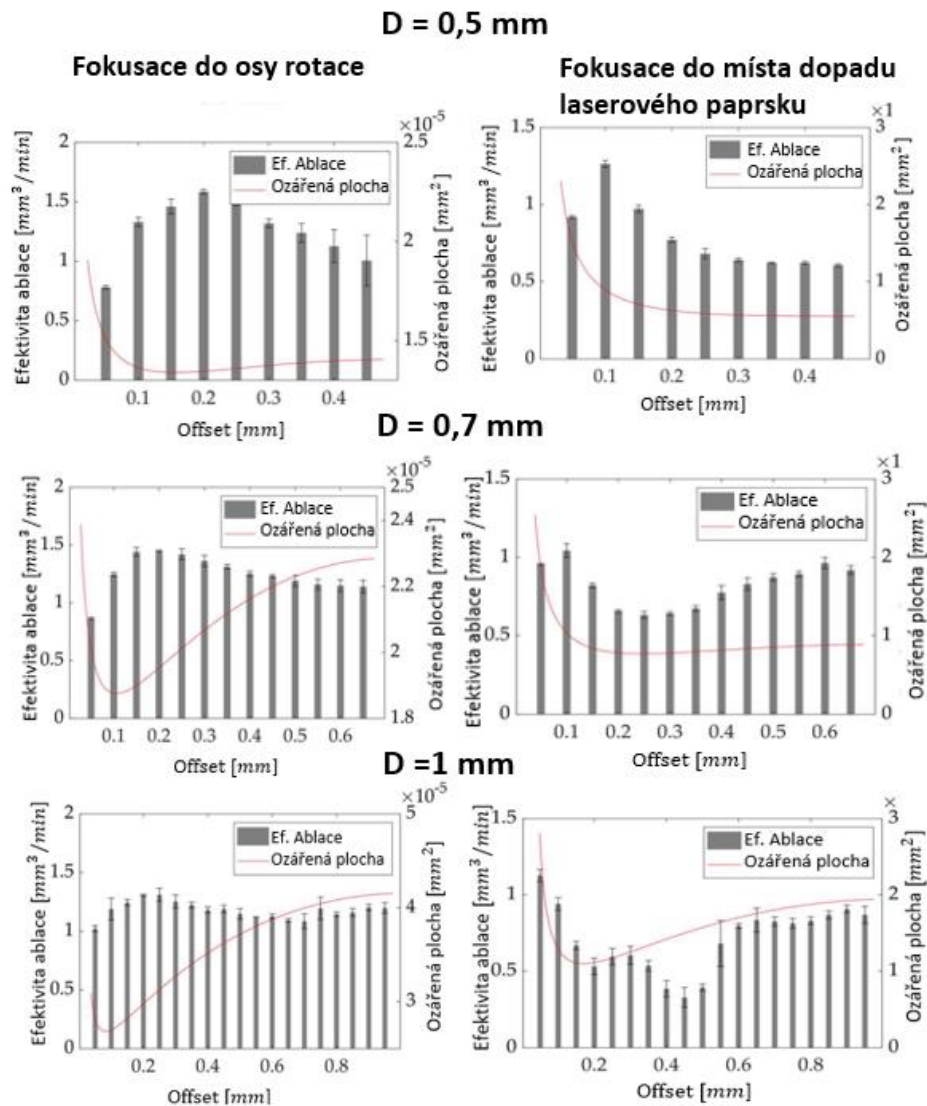 D = 0,5 mm
Fokusace do osy rotace
Fokusace do místa dopadu
laserového paprsku
×10⁻⁵
Efektivita ablace [mm³/min]
2
1.5
1
0.5
0
Ef. Ablace
Ozářená plocha
2.5
2
1.5
Ozářená plocha [mm²]
0.1 0.2 0.3 0.4
Offset [mm]
×1
Efektivita ablace [mm³/min]
1.5
1
0.5
0
Ef. Ablace
Ozářená plocha
3
2
1
0
Ozářená plocha [mm²]
0.1 0.2 0.3 0.4
Offset [mm]
D = 0,7 mm
×10⁻⁵
Efektivita ablace [mm³/min]
2
1.5
1
0.5
0
Ef. Ablace
Ozářená plocha
2.5
2.40
2.20
2
1.8
Ozářená plocha [mm²]
0.1 0.2 0.3 0.4 0.5 0.6
Offset [mm]
×1
Efektivita ablace [mm³/min]
1.5
1
0.5
0
Ef. Ablace
Ozářená plocha
3
2
1
0
Ozářená plocha [mm²]
0.2 0.1 0.3 0.4 0.5 0.6
Offset [mm]
D =1 mm
×10⁻⁵
Efektivita ablace [mm³/min]
2
1.5
1
0.5
0
Ef. Ablace
Ozářená plocha
5
4
3
Ozářená plocha [mm²]
0.2 0.4 0.6 0.8
Offset [mm]
×
Efektivita ablace [mm³/min]
1.5
1
0.5
0
Ef. Ablace
Ozářená plocha
3
2
1
0
Ozářená plocha [mm²]
0.2 0.4 0.6 0.8
Offset [mm]